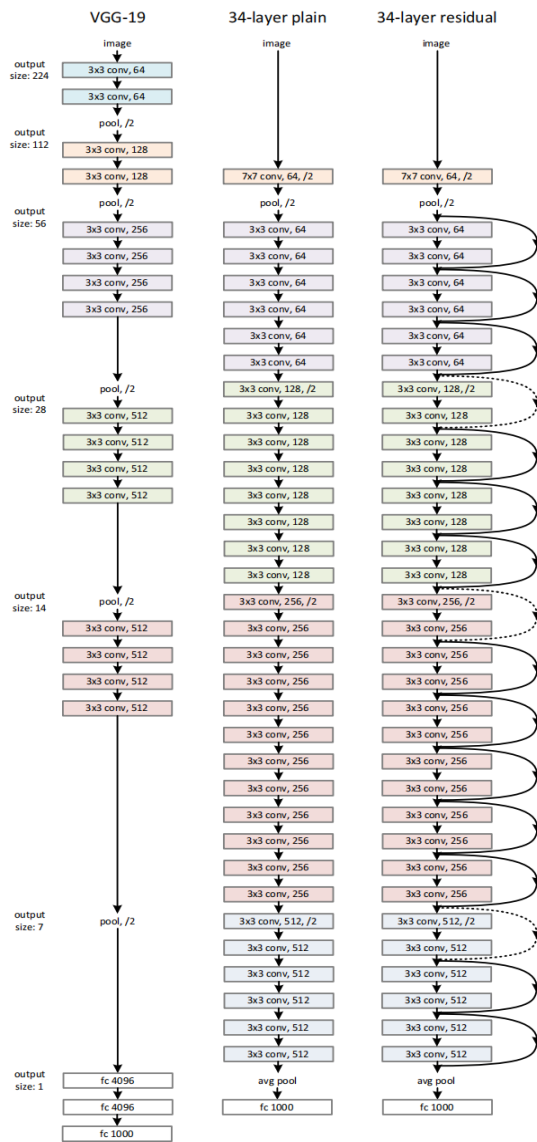 output
size: 224
output
size: 112
output
size: 56
output
size: 28
output
size: 14
output
size: 7
output
size: 1
VGG-19
image
3x3 conv, 64
3x3 conv, 64
pool, /2
3x3 conv, 128
3x3 conv, 128
pool, /2
3x3 conv, 256
3x3 conv, 256
3x3 conv, 256
3x3 conv, 256
pool, /2
3x3 conv, 512
3x3 conv, 512
3x3 conv, 512
3x3 conv, 512
pool, /2
3x3 conv, 512
3x3 conv, 512
3x3 conv, 512
3x3 conv, 512
pool, /2
fc 4096
fc 4096
fc 1000
34-layer plain
image
7x7 conv, 64, /2
pool, /2
3x3 conv, 64
3x3 conv, 64
3x3 conv, 64
3x3 conv, 64
3x3 conv, 64
3x3 conv, 64
3x3 conv, 128, /2
3x3 conv, 128
3x3 conv, 128
3x3 conv, 128
3x3 conv, 128
3x3 conv, 128
3x3 conv, 128
3x3 conv, 128
3x3 conv, 256, /2
3x3 conv, 256
3x3 conv, 256
3x3 conv, 256
3x3 conv, 256
3x3 conv, 256
3x3 conv, 256
3x3 conv, 256
3x3 conv, 256
3x3 conv, 256
3x3 conv, 256
3x3 conv, 256
3x3 conv, 512, /2
3x3 conv, 512
3x3 conv, 512
3x3 conv, 512
3x3 conv, 512
3x3 conv, 512
avg pool
fc 1000
34-layer residual
image
7x7 conv, 64, /2
pool, /2
3x3 conv, 64
3x3 conv, 64
3x3 conv, 64
3x3 conv, 64
3x3 conv, 64
3x3 conv, 64
3x3 conv, 128, /2
3x3 conv, 128
3x3 conv, 128
3x3 conv, 128
3x3 conv, 128
3x3 conv, 128
3x3 conv, 128
3x3 conv, 128
3x3 conv, 256, /2
3x3 conv, 256
3x3 conv, 256
3x3 conv, 256
3x3 conv, 256
3x3 conv, 256
3x3 conv, 256
3x3 conv, 256
3x3 conv, 256
3x3 conv, 256
3x3 conv, 256
3x3 conv, 256
3x3 conv, 512, /2
3x3 conv, 512
3x3 conv, 512
3x3 conv, 512
3x3 conv, 512
3x3 conv, 512
avg pool
fc 1000